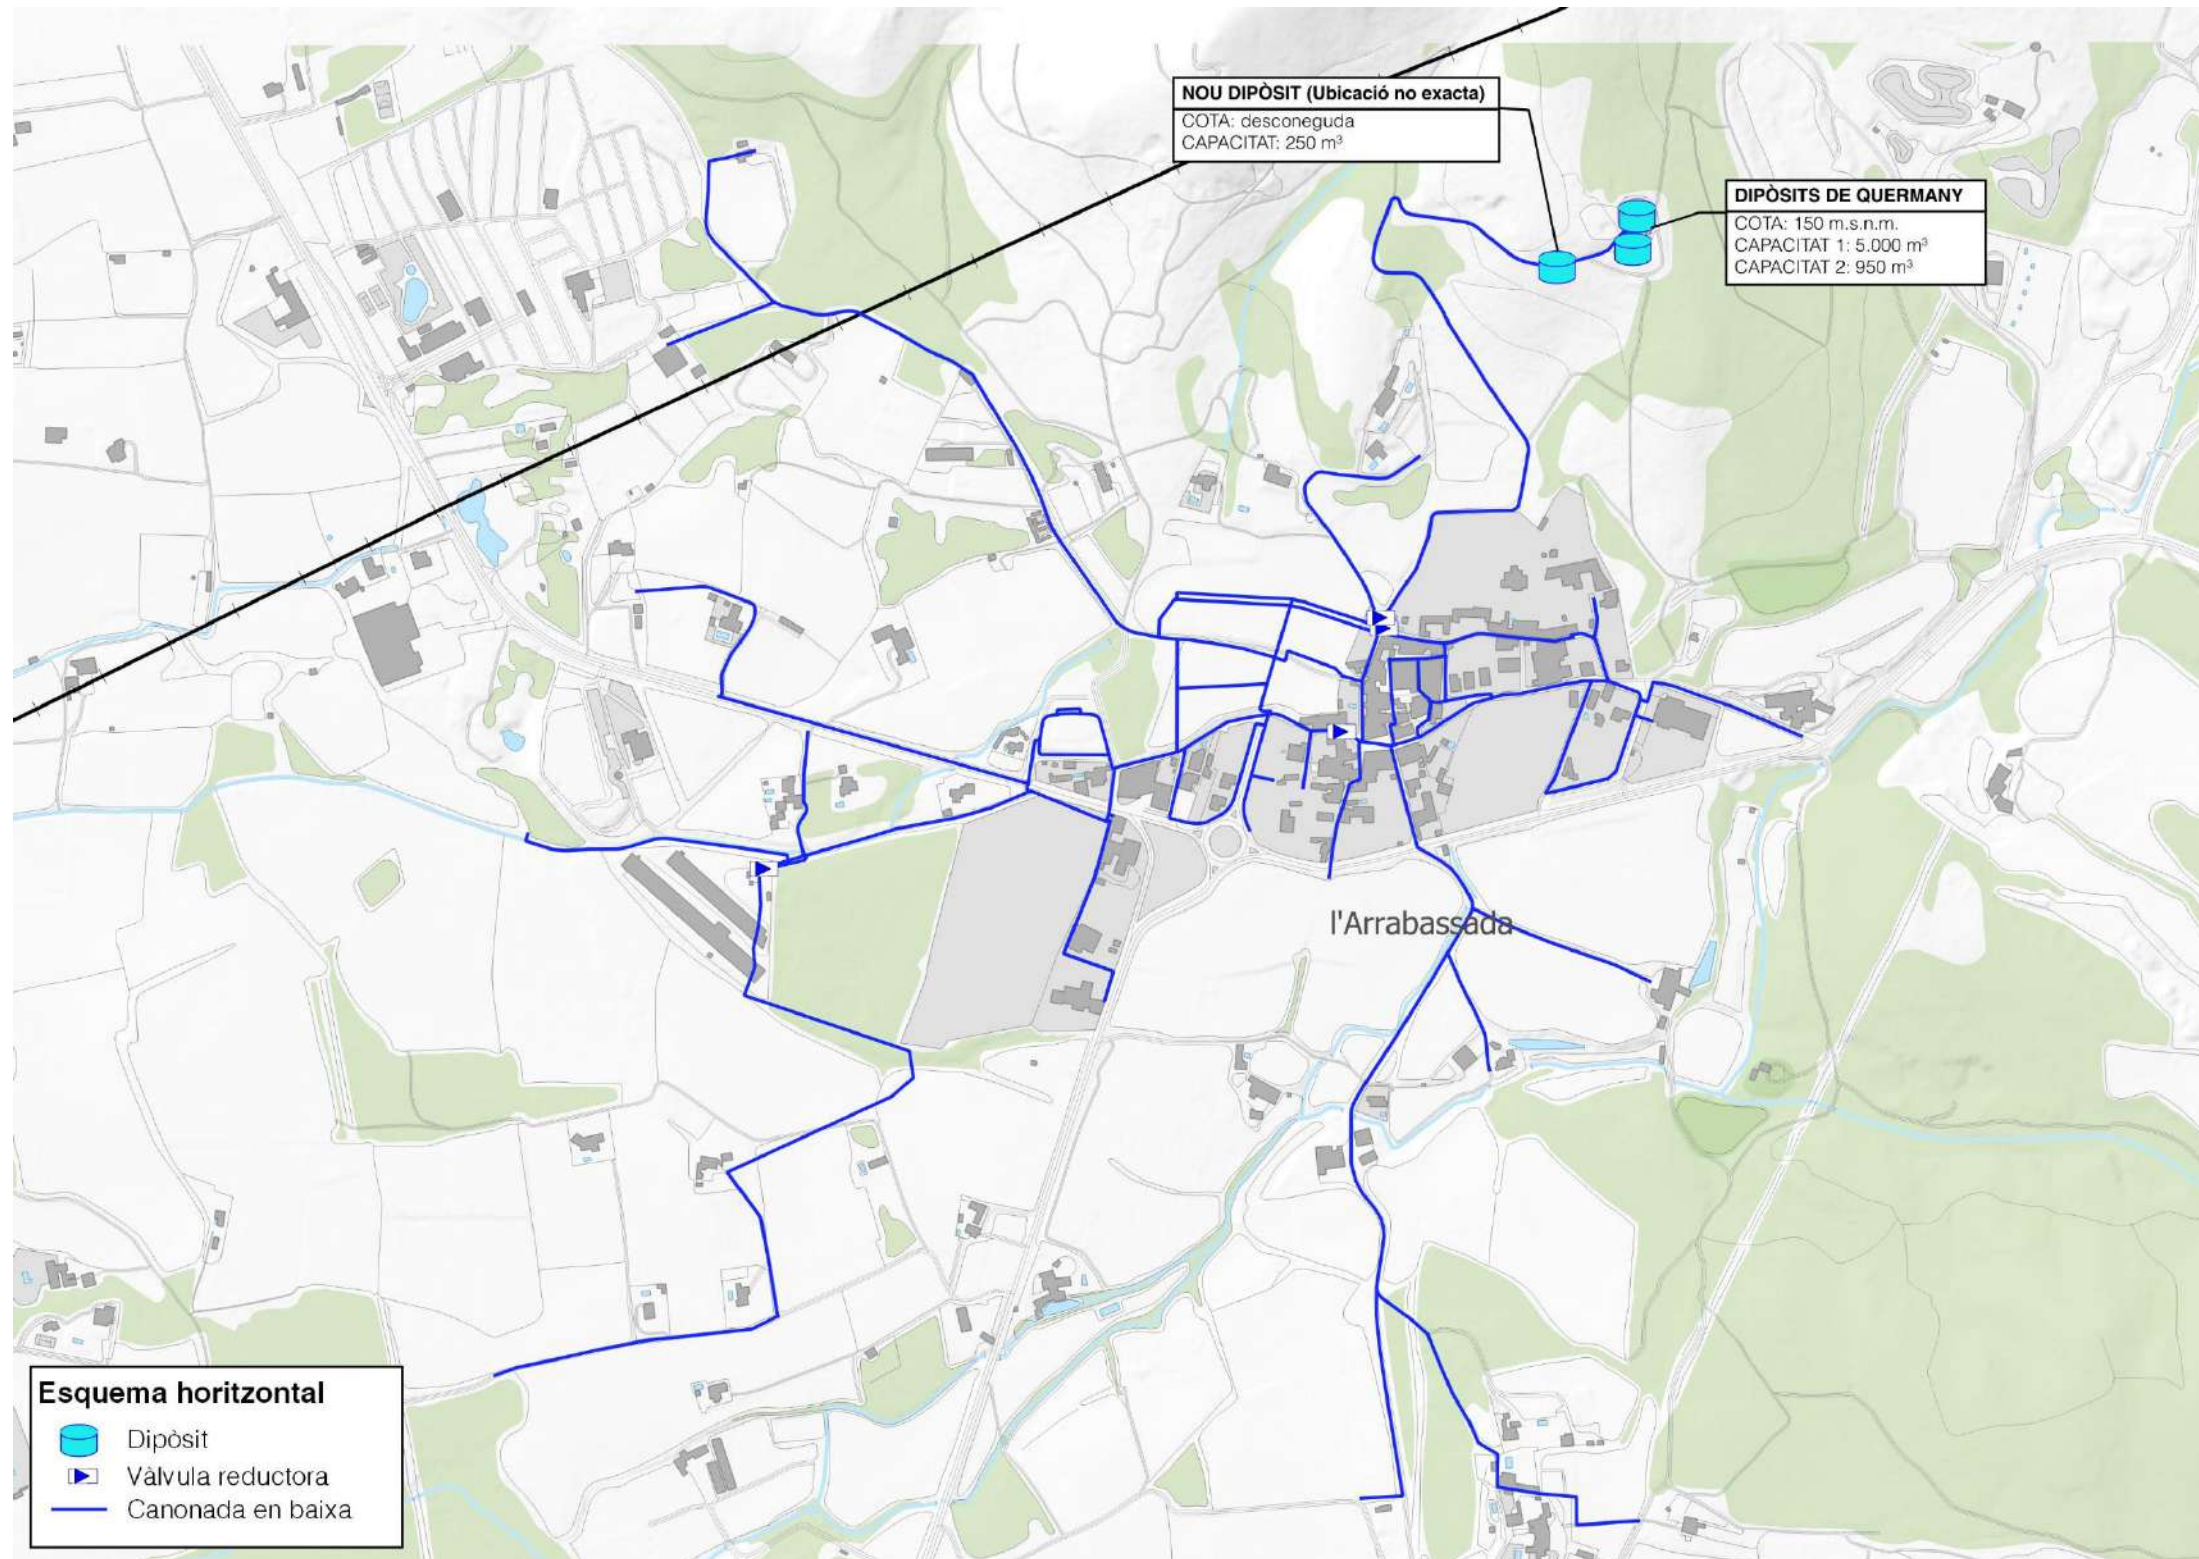 NOU DIPÒSIT (Ubicació no exacta)
COTA: desconeguda
CAPACITAT: 250 m³
DIPÒSITS DE QUERMANY
COTA: 150 m.s.n.m.
CAPACITAT 1: 5.000 m³
CAPACITAT 2: 950 m³
l'Arrabassada
Esquema horitzontal
Dipòsit
Vàlvula reductora
Canonada en baixa